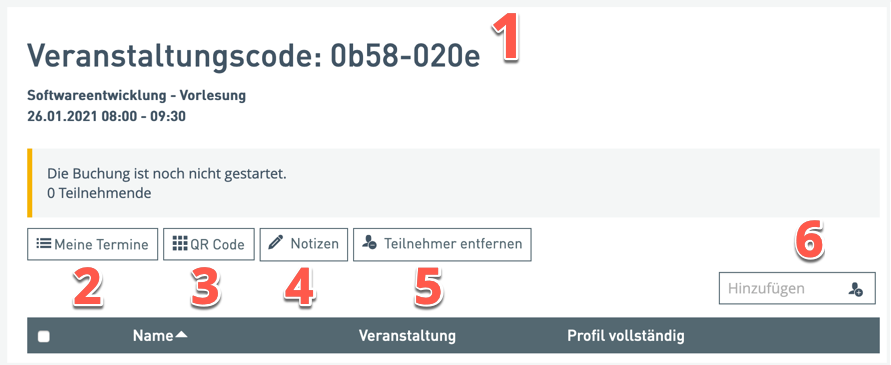 Veranstaltungscode: 0b58-020e 1
Softwareentwicklung - Vorlesung
26.01.2021 08:00 - 09:30
Die Buchung ist noch nicht gestartet.
0 Teilnehmende
Meine Termine QR Code Notizen Teilnehmer entfernen
6
2 3 4 5
Hinzufügen
Name Veranstaltung Profil vollständig